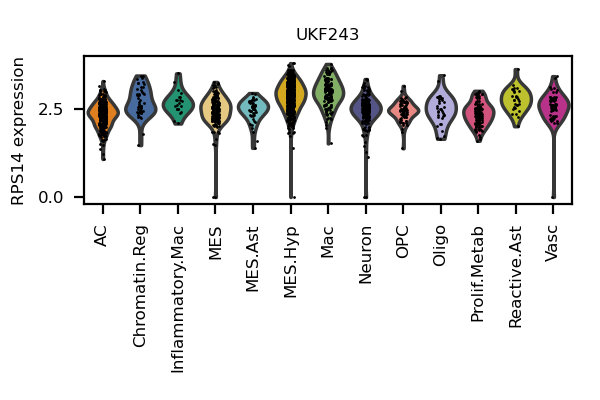 UKF243
RPS14 expression
2.5
0.0
AC
Chromatin.Reg
Inflammatory.Mac
MES
MES.Ast
MES.Hyp
Mac
Neuron
OPC
Oligo
Prolif.Metab
Reactive.Ast
Vasc